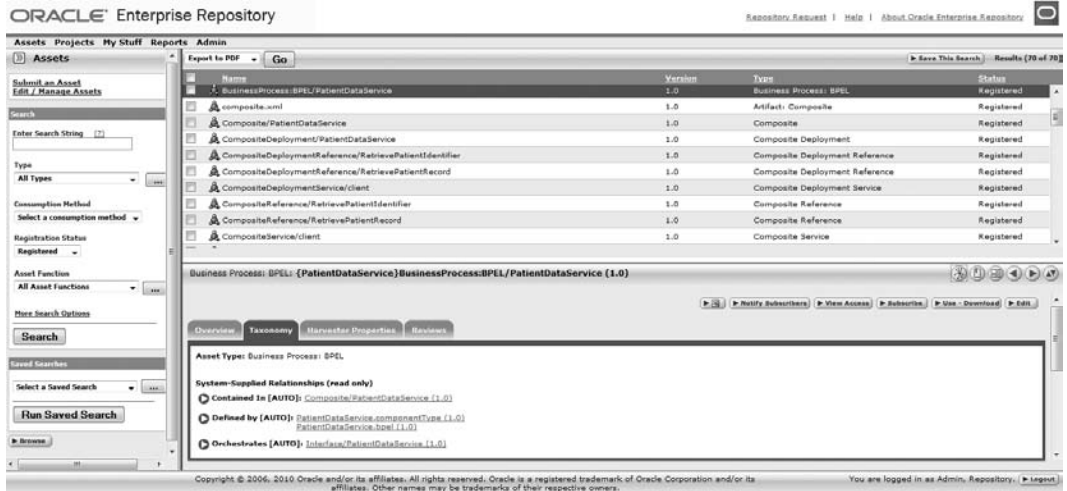 ORACLE Enterprise Repository
Repository Request | Help | About Oracle Enterprise Repository
Assets Projects My Stuff Reports Admin
Assets
Submit an Asset
Edit / Manage Assets
Search
Enter Search String [?]
Type
All Types
...
Consumption Method
Select a consumption method
Registration Status
Registered
Asset Function
All Asset Functions
...
More Search Options
Search
Saved Searches
Select a Saved Search
...
Run Saved Search
Browse
Export to PDF Go Save This Search Results (70 of 70)
Name Version Type Status
BusinessProcess:BPEL/PatientDataService 1.0 Business Process: BPEL Registered
composite.xml 1.0 Artifact: Composite Registered
Composite/PatientDataService 1.0 Composite Registered
CompositeDeployment/PatientDataService 1.0 Composite Deployment Registered
CompositeDeploymentReference/RetrievePatientIdentifier 1.0 Composite Deployment Reference Registered
CompositeDeploymentReference/RetrievePatientRecord 1.0 Composite Deployment Reference Registered
CompositeDeploymentService/client 1.0 Composite Deployment Service Registered
CompositeReference/RetrievePatientIdentifier 1.0 Composite Reference Registered
CompositeReference/RetrievePatientRecord 1.0 Composite Reference Registered
CompositeService/client 1.0 Composite Service Registered
Business Process: BPEL: {PatientDataService}BusinessProcess:BPEL/PatientDataService (1.0)
Notify Subscribers View Access Subscribe Use - Download Edit
Overview Taxonomy Harvester Properties Reviews
Asset Type: Business Process: BPEL
System-Supplied Relationships (read only)
Contained In [AUTO]: Composite/PatientDataService (1.0)
Defined by [AUTO]: PatientDataService.componentType (1.0)
PatientDataService.bpel (1.0)
Orchestrates [AUTO]: Interface/PatientDataService (1.0)
Copyright © 2006, 2010 Oracle and/or its affiliates. All rights reserved. Oracle is a registered trademark of Oracle Corporation and/or its
affiliates. Other names may be trademarks of their respective owners.
You are logged in as Admin, Repository. Logout